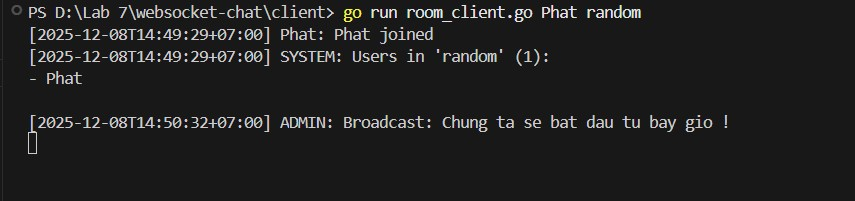 PS D:\Lab 7\websocket-chat\client> go run room_client.go Phat random
[2025-12-08T14:49:29+07:00] Phat: Phat joined
[2025-12-08T14:49:29+07:00] SYSTEM: Users in 'random' (1):
- Phat
[2025-12-08T14:50:32+07:00] ADMIN: Broadcast: Chung ta se bat dau tu bay gio !